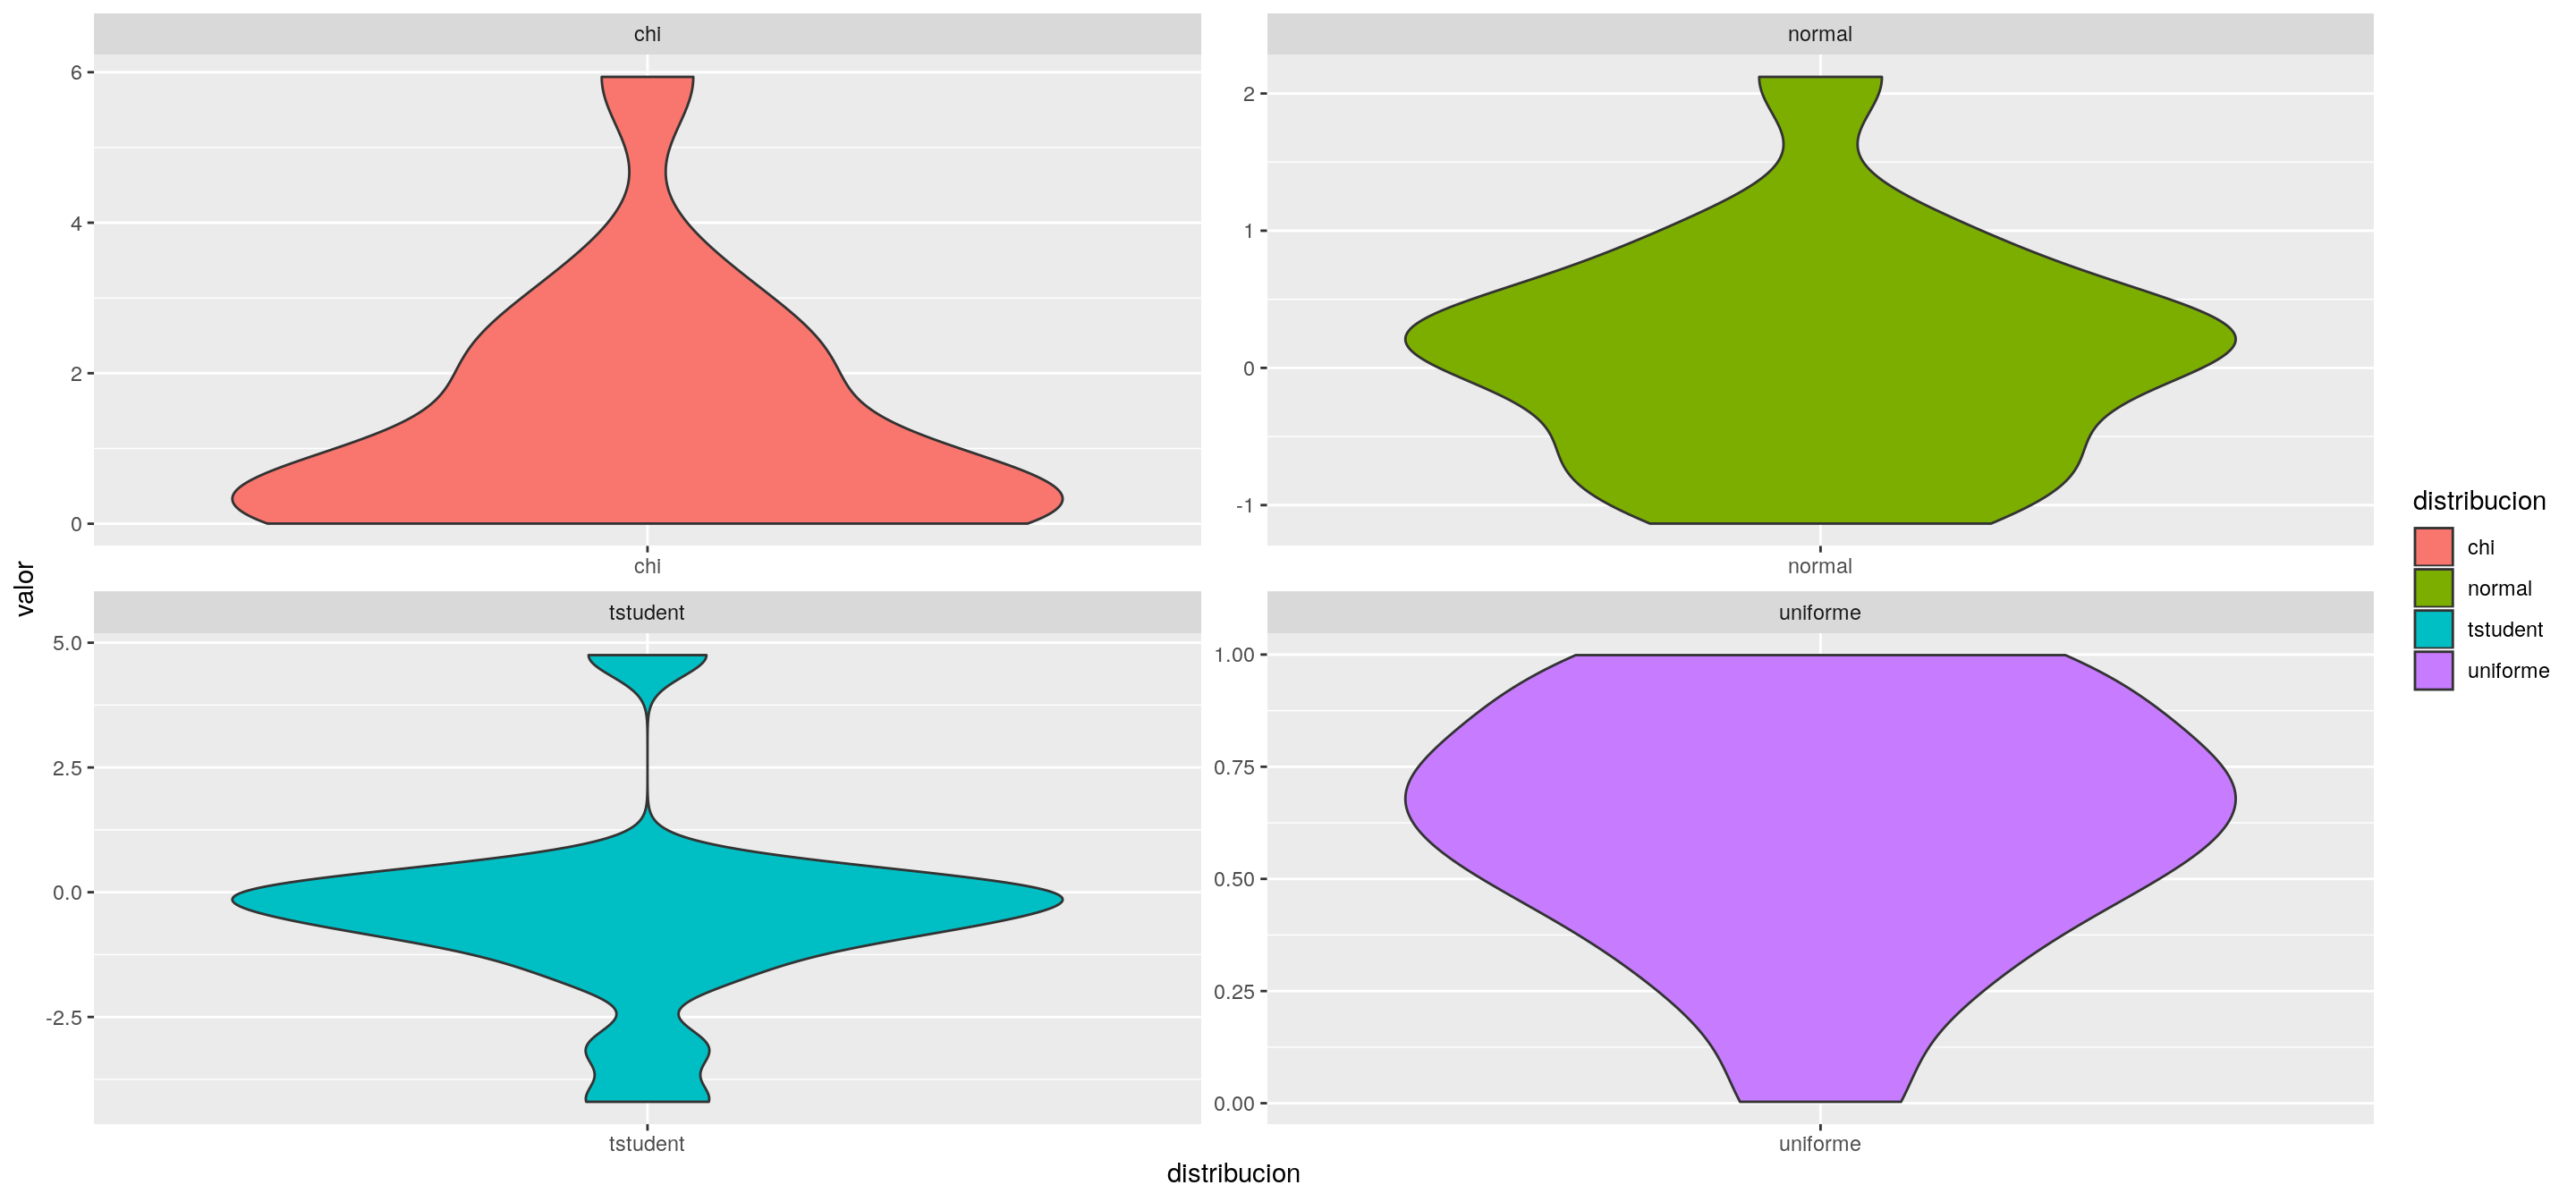 chi
normal
6
4
2
0
chi
2
1
0
-1
normal
valor
tstudent
uniforme
5.0
2.5
0.0
-2.5
tstudent
1.00
0.75
0.50
0.25
0.00
uniforme
distribucion
distribucion
chi
normal
tstudent
uniforme